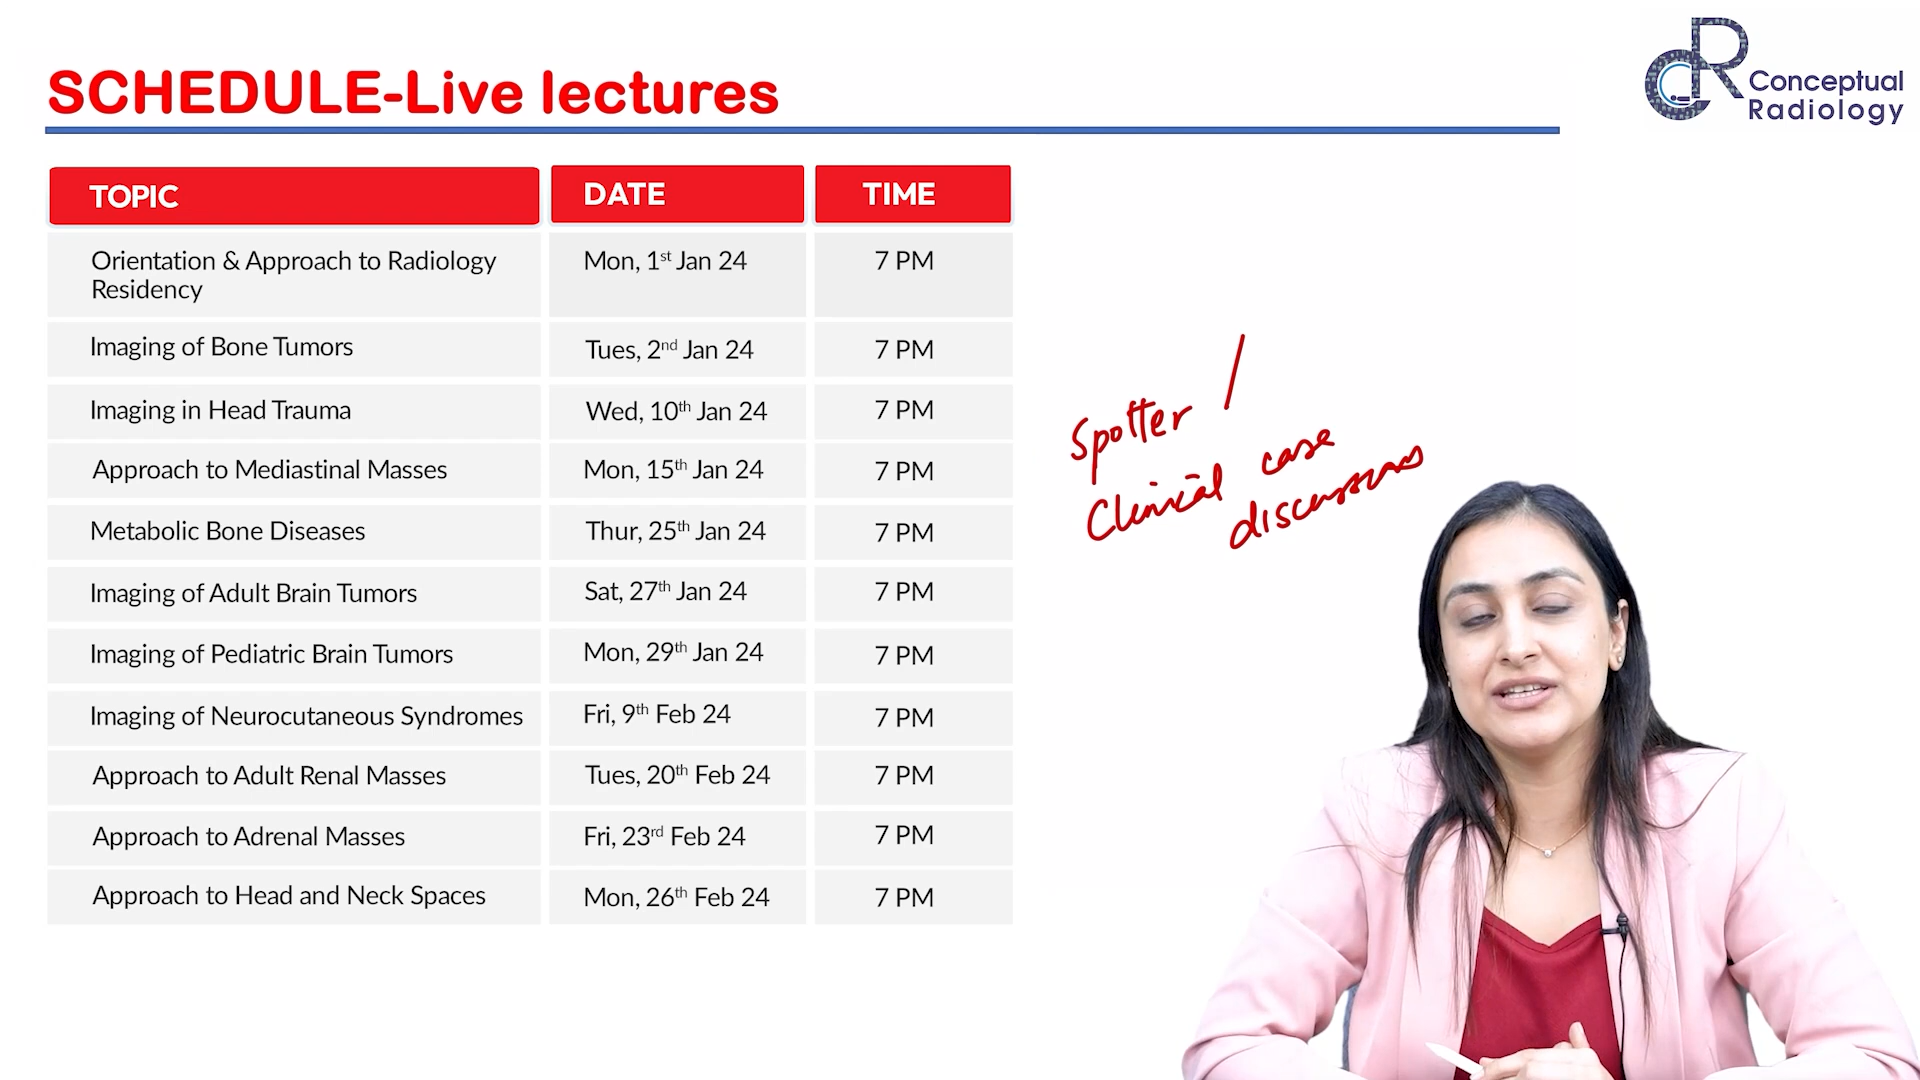 SCHEDULE-Live lectures
CR Conceptual
Radiology
TOPIC DATE TIME
Orientation & Approach to Radiology
Residency Mon, 1st Jan 24 7 PM
Imaging of Bone Tumors Tues, 2nd Jan 24 7 PM
Imaging in Head Trauma Wed, 10th Jan 24 7 PM
Approach to Mediastinal Masses Mon, 15th Jan 24 7 PM
Metabolic Bone Diseases Thur, 25th Jan 24 7 PM
Imaging of Adult Brain Tumors Sat, 27th Jan 24 7 PM
Imaging of Pediatric Brain Tumors Mon, 29th Jan 24 7 PM
Imaging of Neurocutaneous Syndromes Fri, 9th Feb 24 7 PM
Approach to Adult Renal Masses Tues, 20th Feb 24 7 PM
Approach to Adrenal Masses Fri, 23rd Feb 24 7 PM
Approach to Head and Neck Spaces Mon, 26th Feb 24 7 PM
Spotter /
Clinical case
discussions